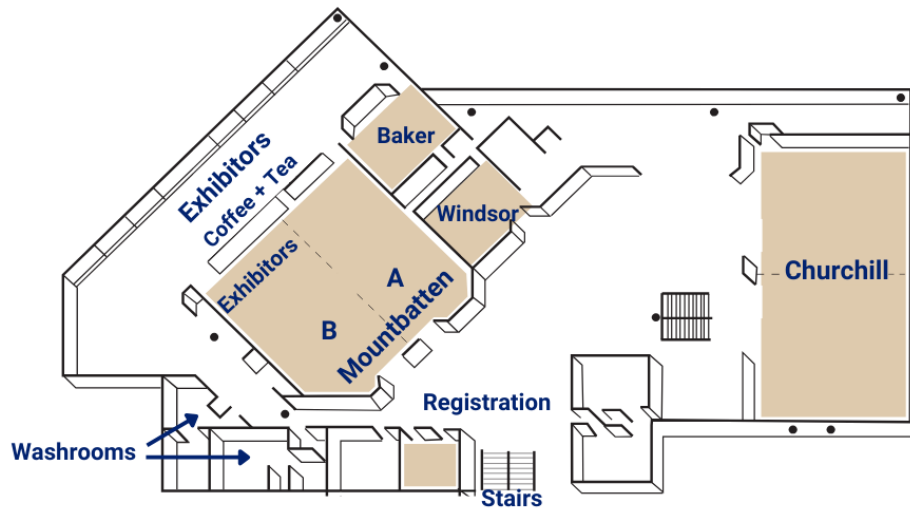 Baker
Exhibitors
Coffee + Tea
Windsor
Exhibitors
A
Churchill
B
Mountbatten
Registration
Washrooms
Stairs